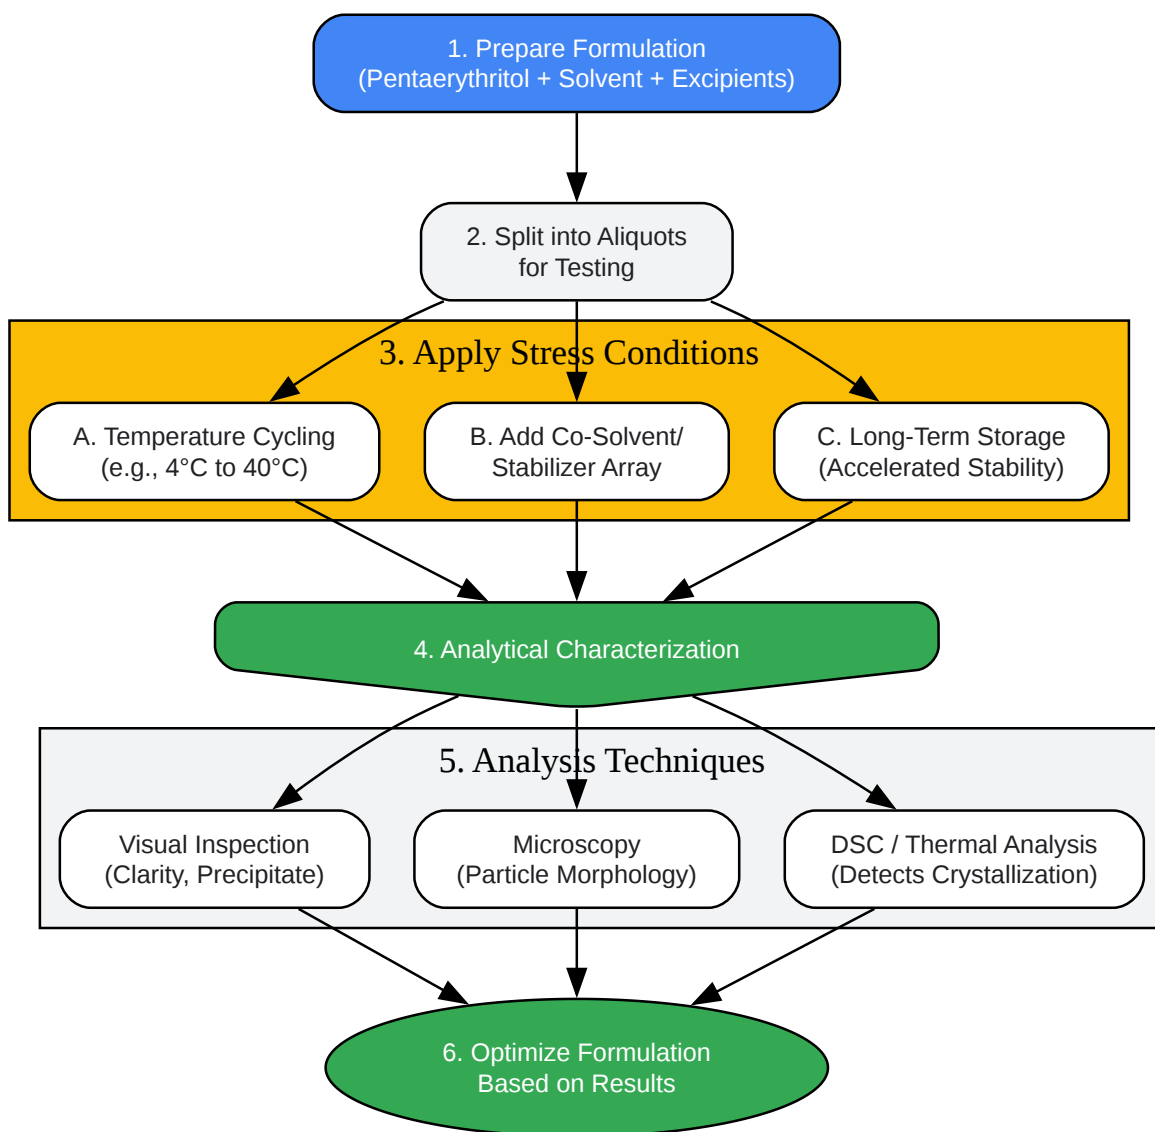 1. Prepare Formulation
(Pentaerythritol + Solvent + Excipients)
2. Split into Aliquots
for Testing
3. Apply Stress Conditions
A. Temperature Cycling
(e.g., 4°C to 40°C)
B. Add Co-Solvent/
Stabilizer Array
C. Long-Term Storage
(Accelerated Stability)
4. Analytical Characterization
5. Analysis Techniques
Visual Inspection
(Clarity, Precipitate)
Microscopy
(Particle Morphology)
DSC / Thermal Analysis
(Detects Crystallization)
6. Optimize Formulation
Based on Results